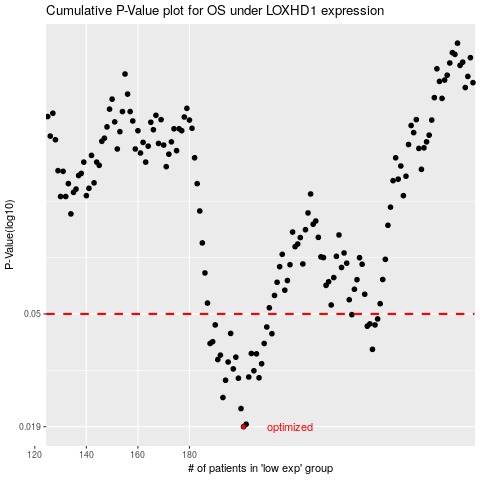 Cumulative P-Value plot for OS under LOXHD1 expression
P-Value(log10)
0.05
0.019
optimized
120 140 160 180
# of patients in 'low exp' group